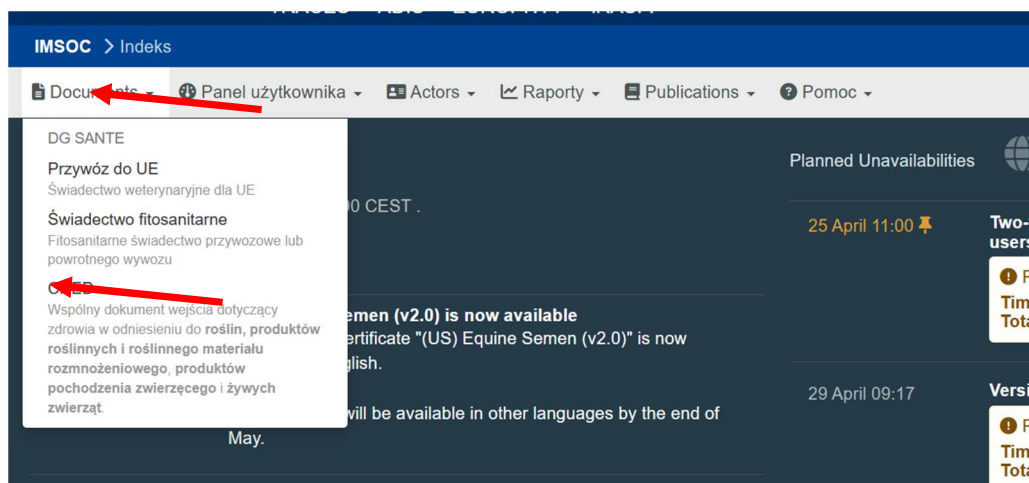 IMSOC > Indeks
Documents Panel użytkownika Actors Raporty Publications Pomoc
DG SANTE
Przywóz do UE
Świadectwo weterynaryjne dla UE
Świadectwo fitosanitarne
Fitosanitarne świadectwo przywozowe lub
powrotnego wywozu
Wspólny dokument wejścia dotyczący
zdrowia w odniesieniu do roślin, produktów
roślinnych i roślinnego materiału
rozmnożeniowego, produktów
pochodzenia zwierzęcego i żywych
zwierząt.
00 CEST .
emen (v2.0) is now available
ertificate "(US) Equine Semen (v2.0)" is now
glish.
will be available in other languages by the end of
May.
Planned Unavailabilities
25 April 11:00
Two-
users
Tim
Tota
29 April 09:17
Versi
Tim
Tota